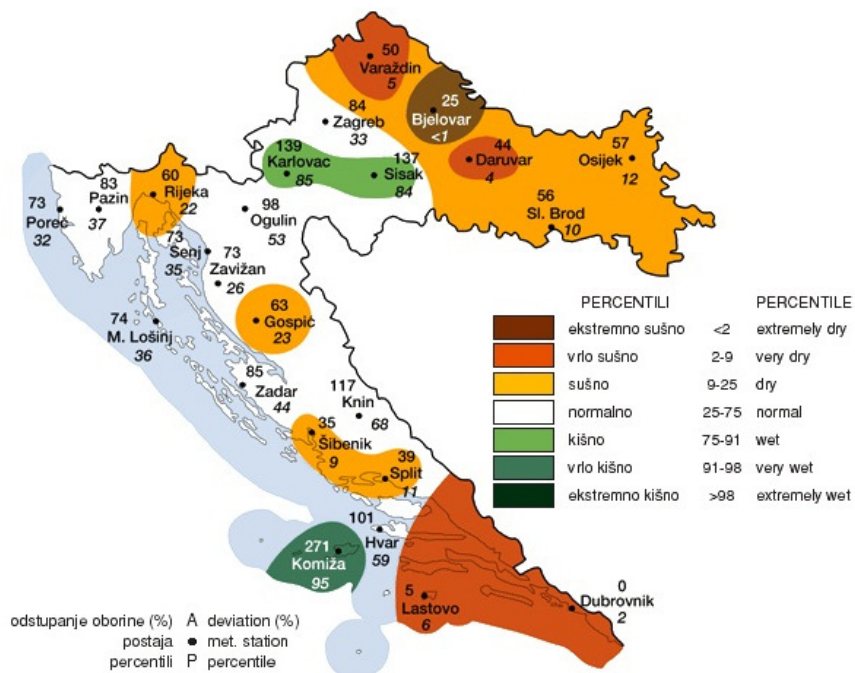 50
Varaždin
5
25
Bjelovar
<1
84
Zagreb
33
139
Karlovac
85
137
Sisak
84
44
Daruvar
4
57
Osijek
12
56
Sl. Brod
10
60
Rijeka
22
83
Pazin
37
73
Poreč
32
98
Ogulin
53
73
Senj
35
73
Zavižan
26
63
Gospić
23
74
M. Lošinj
36
85
Zadar
44
117
Knin
68
35
Šibenik
9
39
Split
11
101
Hvar
59
271
Komiža
95
5
Lastovo
6
0
Dubrovnik
2
PERCENTILI PERCENTILE
ekstremno sušno <2 extremely dry
vrlo sušno 2-9 very dry
sušno 9-25 dry
normalno 25-75 normal
kišno 75-91 wet
vrlo kišno 91-98 very wet
ekstremno kišno >98 extremely wet
odstupanje oborine (%) A deviation (%)
postaja ● met. station
percentili P percentile